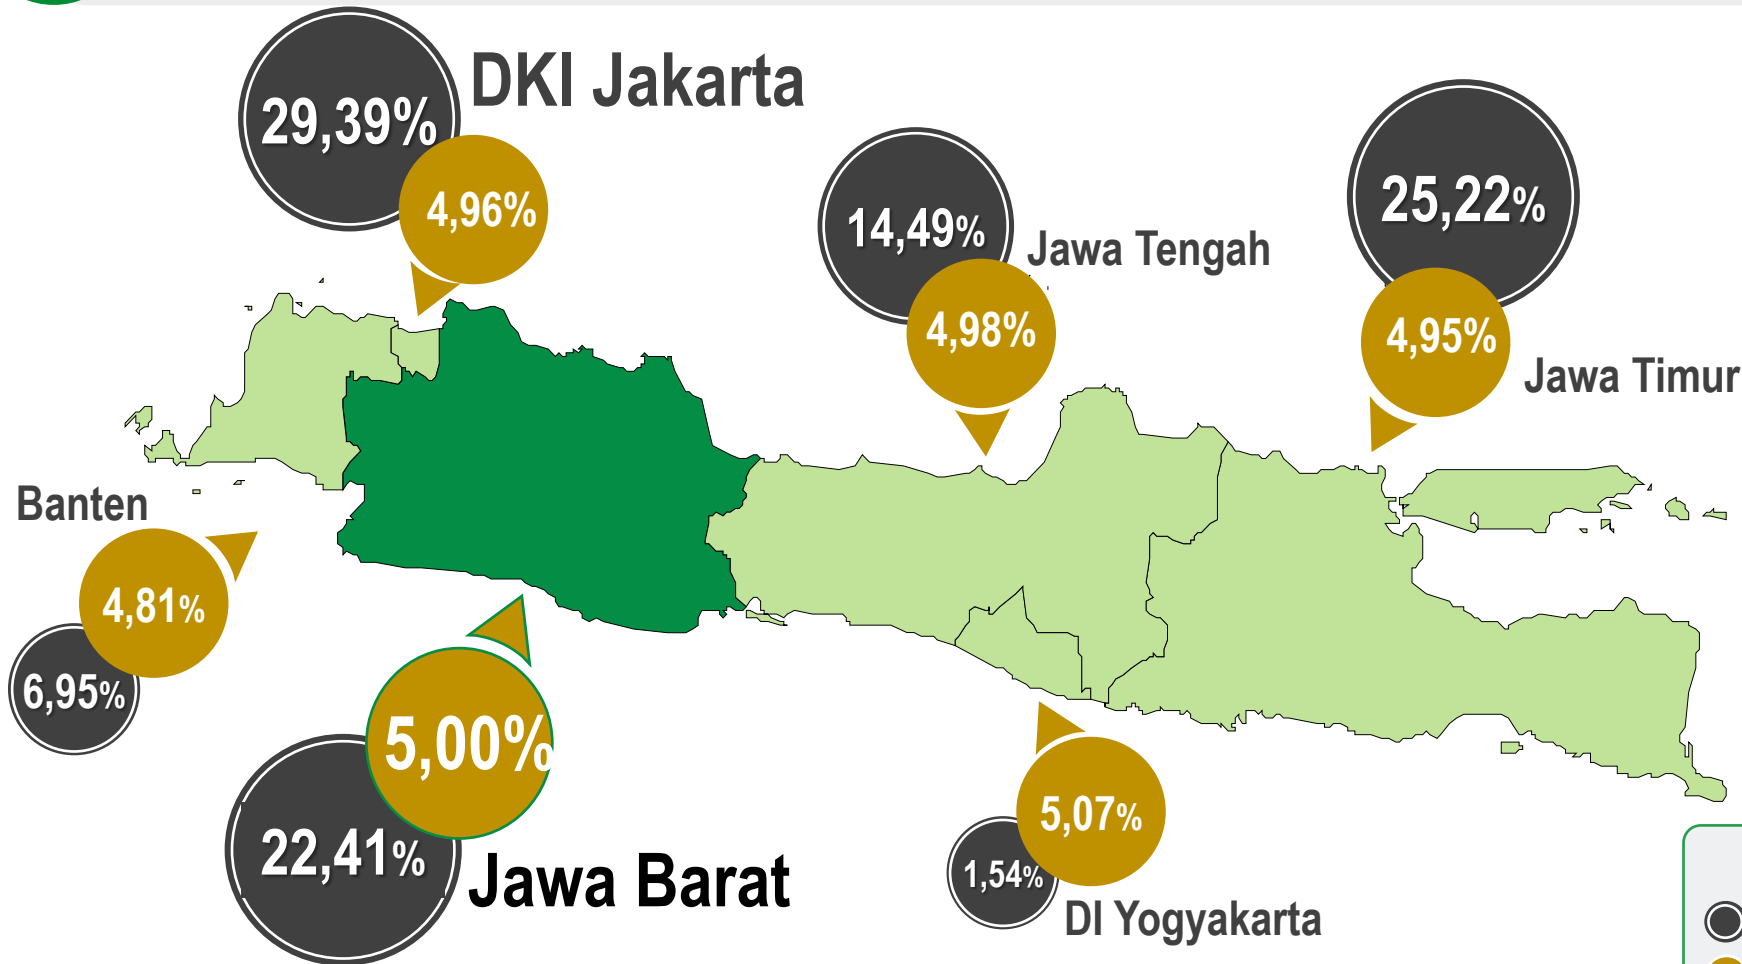 DKI Jakarta
29,39%
4,96%
14,49%
Jawa Tengah
4,98%
25,22%
4,95%
Jawa Timur
Banten
4,81%
6,95%
5,00%
22,41%
Jawa Barat
5,07%
1,54%
DI Yogyakarta